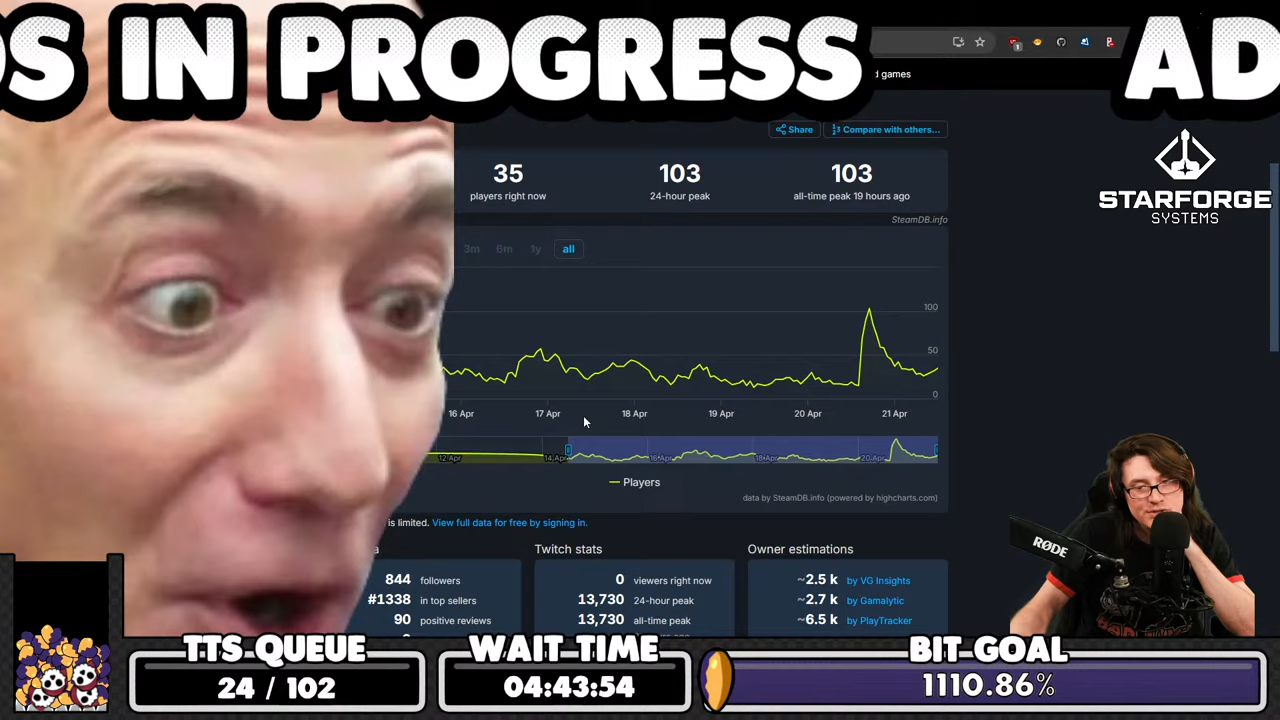 DS IN PROGRESS AD
d games
Share
Compare with others...
STARFORGE
SYSTEMS
35
103
103
players right now
24-hour peak
all-time peak 19 hours ago
SteamDB.info
3m 6m 1y all
100
50
0
16 Apr 17 Apr 18 Apr 19 Apr 20 Apr 21 Apr
12 Apr 14 Apr 16 Apr 18 Apr 20 Apr
Players
data by SteamDB.info (powered by highcharts.com)
is limited. View full data for free by signing in.
a
Twitch stats
Owner estimations
844 followers
0 viewers right now
~2.5 k by VG Insights
#1338 in top sellers
13,730 24-hour peak
~2.7 k by Gamalytic
90 positive reviews
13,730 all-time peak
~6.5 k by PlayTracker
RØDE
TTS QUEUE
24 / 102
WAIT TIME
04:43:54
BIT GOAL
1110.86%